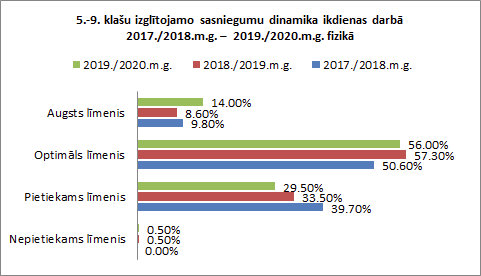 5.-9. klašu izglītojamo sasniegumu dinamika ikdienas darbā
2017./2018.m.g. – 2019./2020.m.g. fizikā
2019./2020.m.g. 2018./2019.m.g. 2017./2018.m.g.
Augsts līmenis
14.00%
8.60%
9.80%
Optimāls līmenis
56.00%
57.30%
50.60%
Pietiekams līmenis
29.50%
33.50%
39.70%
Nepietiekams līmenis
0.50%
0.50%
0.00%